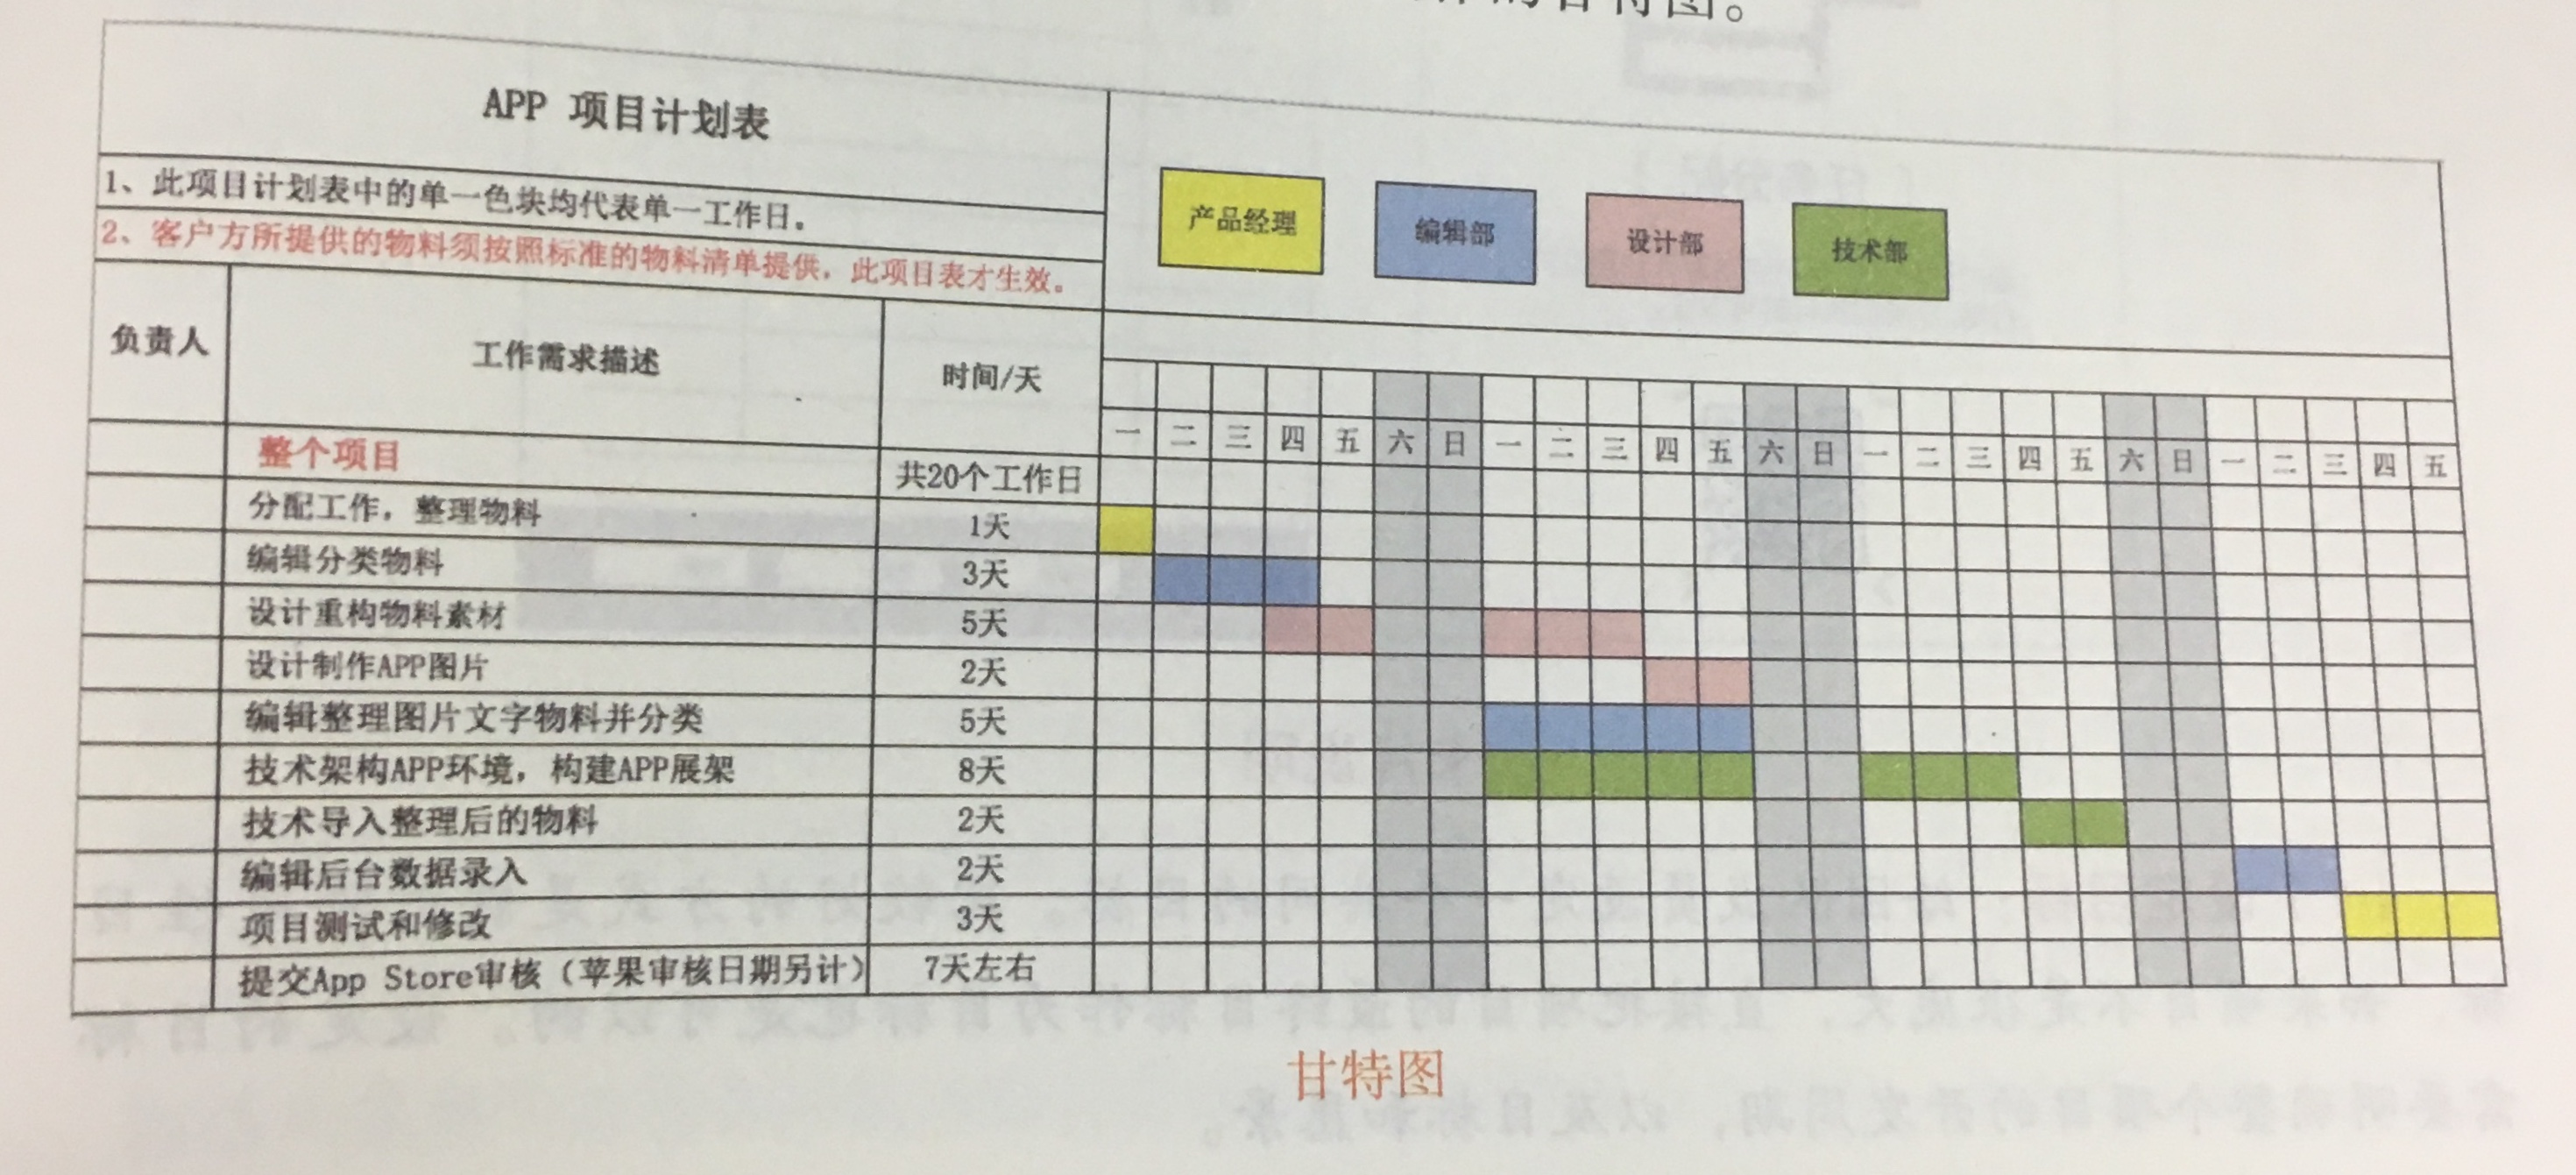 的甘特图。
APP 项目计划表
1、此项目计划表中的单一色块均代表单一工作日。
2、客户方所提供的物料须按照标准的物料清单提供，此项目表才生效。
产品经理 编辑部 设计部 技术部
负责人 工作需求描述 时间/天
一 二 三 四 五 六 日 一 二 三 四 五 六 日 一 二 三 四 五 六 日 一 二 三 四 五
整个项目 共20个工作日
分配工作，整理物料 1天
编辑分类物料 3天
设计重构物料素材 5天
设计制作APP图片 2天
编辑整理图片文字物料并分类 5天
技术架构APP环境，构建APP展架 8天
技术导入整理后的物料 2天
编辑后台数据录入 2天
项目测试和修改 3天
提交App Store审核（苹果审核日期另计） 7天左右
甘特图